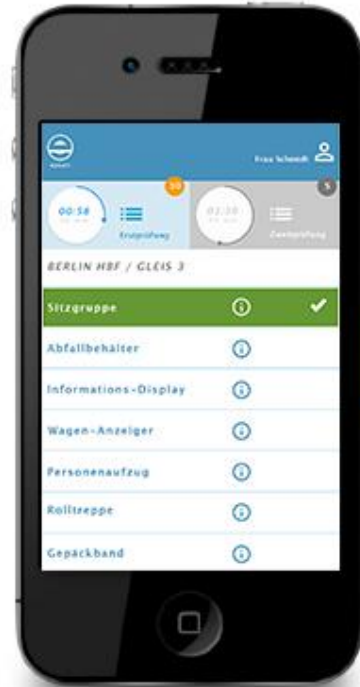 Frau Schmidt
30
5
00:58
01:30
Erstprüfung
Zweitprüfung
BERLIN HBF / GLEIS 3
Sitzgruppe
Abfallbehälter
Informations-Display
Wagen-Anzeiger
Personenaufzug
Rolltreppe
Gepäckband